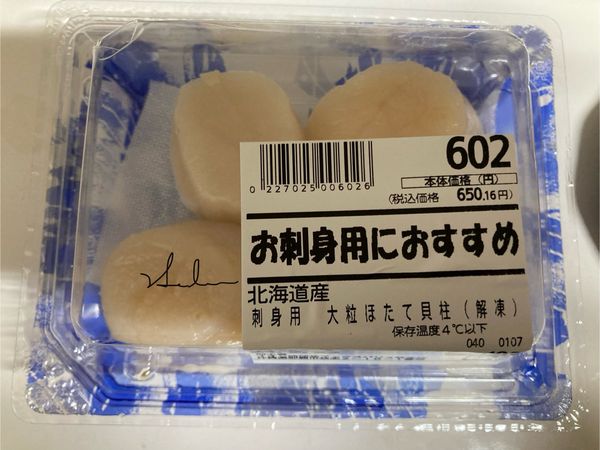 602
本体価格(円)
0 227025 006026
(税込価格 650.16円)
お刺身用におすすめ
北海道産
刺身用 大粒ほたて貝柱(解凍)
保存温度4℃以下
040 0107